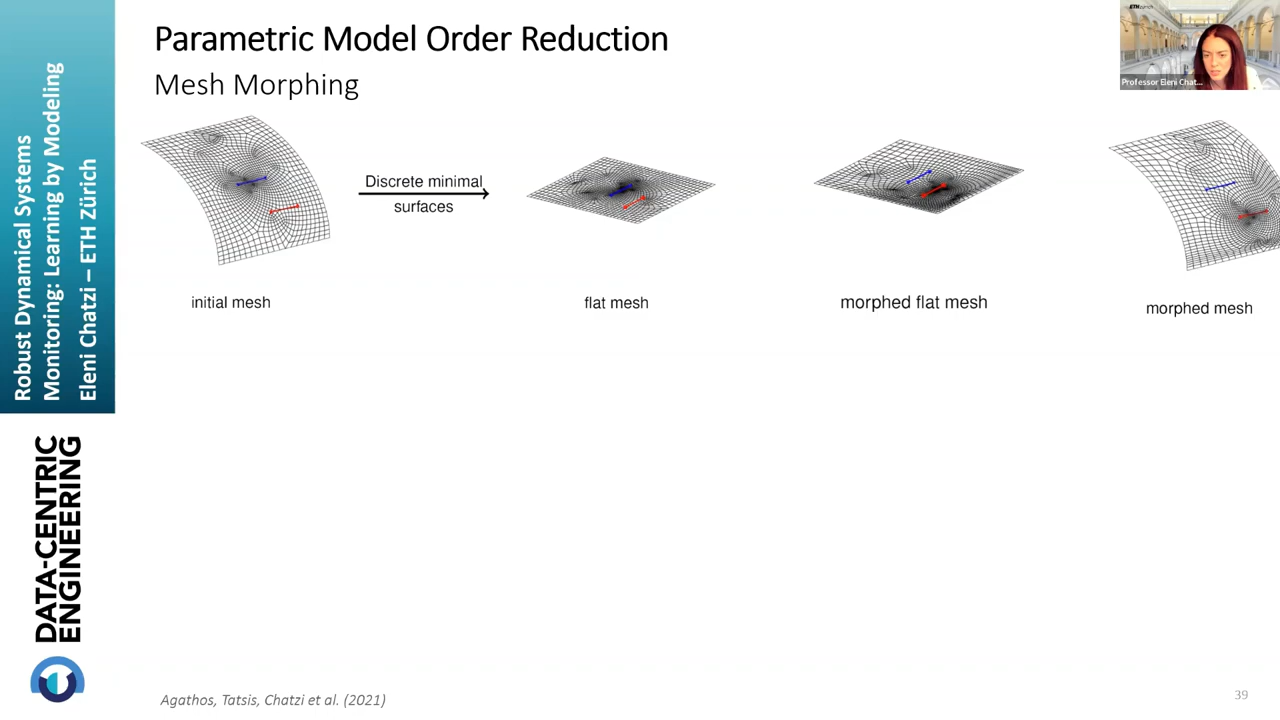 Parametric Model Order Reduction
Mesh Morphing
ETH zürich
Professor Eleni Chat...
Robust Dynamical Systems
Monitoring: Learning by Modeling
Eleni Chatzi – ETH Zürich
Discrete minimal
surfaces
initial mesh
flat mesh
morphed flat mesh
morphed mesh
DATA-CENTRIC
ENGINEERING
Agathos, Tatsis, Chatzi et al. (2021)
39